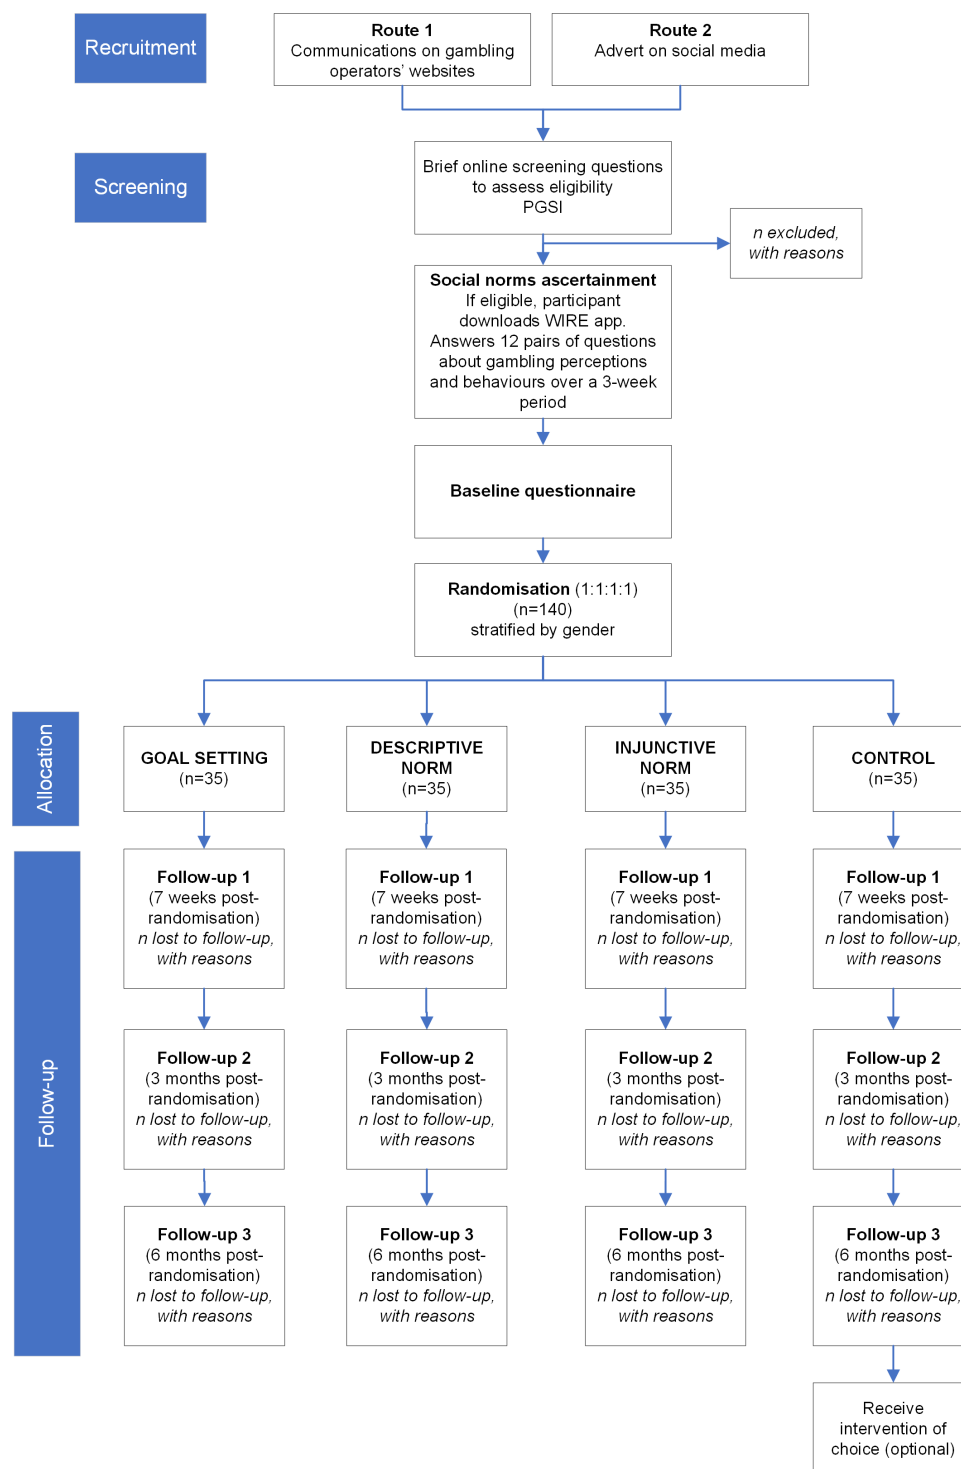 Recruitment
Route 1
Communications on gambling
operators’ websites
Route 2
Advert on social media
Screening
Brief online screening questions
to assess eligibility
PGSI
n excluded,
with reasons
Social norms ascertainment
If eligible, participant
downloads WIRE app.
Answers 12 pairs of questions
about gambling perceptions
and behaviours over a 3-week
period
Baseline questionnaire
Randomisation (1:1:1:1)
(n=140)
stratified by gender
Allocation
GOAL SETTING
(n=35)
DESCRIPTIVE
NORM
(n=35)
INJUNCTIVE
NORM
(n=35)
CONTROL
(n=35)
Follow-up
Follow-up 1
(7 weeks post-
randomisation)
n lost to follow-up,
with reasons
Follow-up 1
(7 weeks post-
randomisation)
n lost to follow-up,
with reasons
Follow-up 1
(7 weeks post-
randomisation)
n lost to follow-up,
with reasons
Follow-up 1
(7 weeks post-
randomisation)
n lost to follow-up,
with reasons
Follow-up 2
(3 months post-
randomisation)
n lost to follow-up,
with reasons
Follow-up 2
(3 months post-
randomisation)
n lost to follow-up,
with reasons
Follow-up 2
(3 months post-
randomisation)
n lost to follow-up,
with reasons
Follow-up 2
(3 months post-
randomisation)
n lost to follow-up,
with reasons
Follow-up 3
(6 months post-
randomisation)
n lost to follow-up,
with reasons
Follow-up 3
(6 months post-
randomisation)
n lost to follow-up,
with reasons
Follow-up 3
(6 months post-
randomisation)
n lost to follow-up,
with reasons
Follow-up 3
(6 months post-
randomisation)
n lost to follow-up,
with reasons
Receive
intervention of
choice (optional)